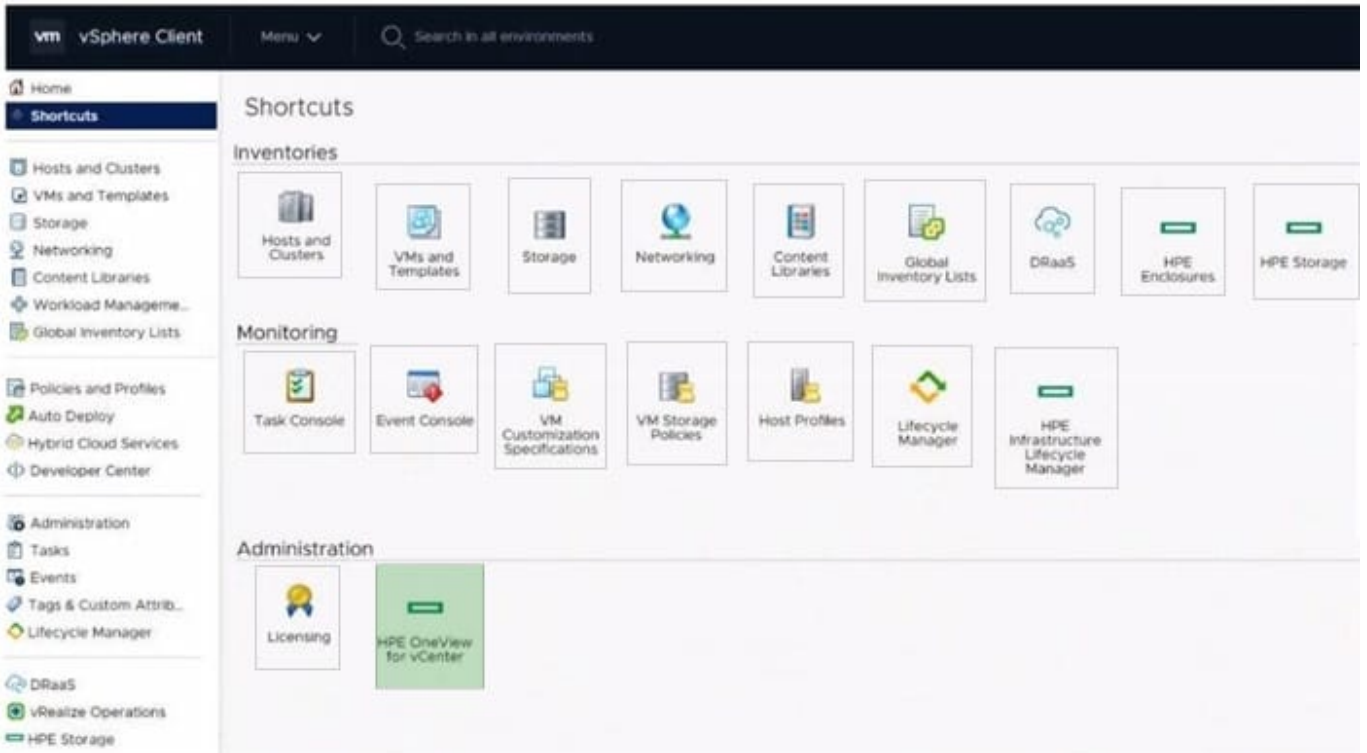 vm vSphere Client Menu Search in all environments
Home
Shortcuts
Hosts and Clusters
VMs and Templates
Storage
Networking
Content Libraries
Workload Manageme...
Global Inventory Lists
Policies and Profiles
Auto Deploy
Hybrid Cloud Services
Developer Center
Administration
Tasks
Events
Tags & Custom Attrib...
Lifecycle Manager
DRaaS
vRealize Operations
HPE Storage
Shortcuts
Inventories
Hosts and
Clusters
VMs and
Templates
Storage
Networking
Content
Libraries
Global
Inventory Lists
DRaaS
HPE
Enclosures
HPE Storage
Monitoring
Task Console
Event Console
VM
Customization
Specifications
VM Storage
Policies
Host Profiles
Lifecycle
Manager
HPE
Infrastructure
Lifecycle
Manager
Administration
Licensing
HPE OneView
for vCenter